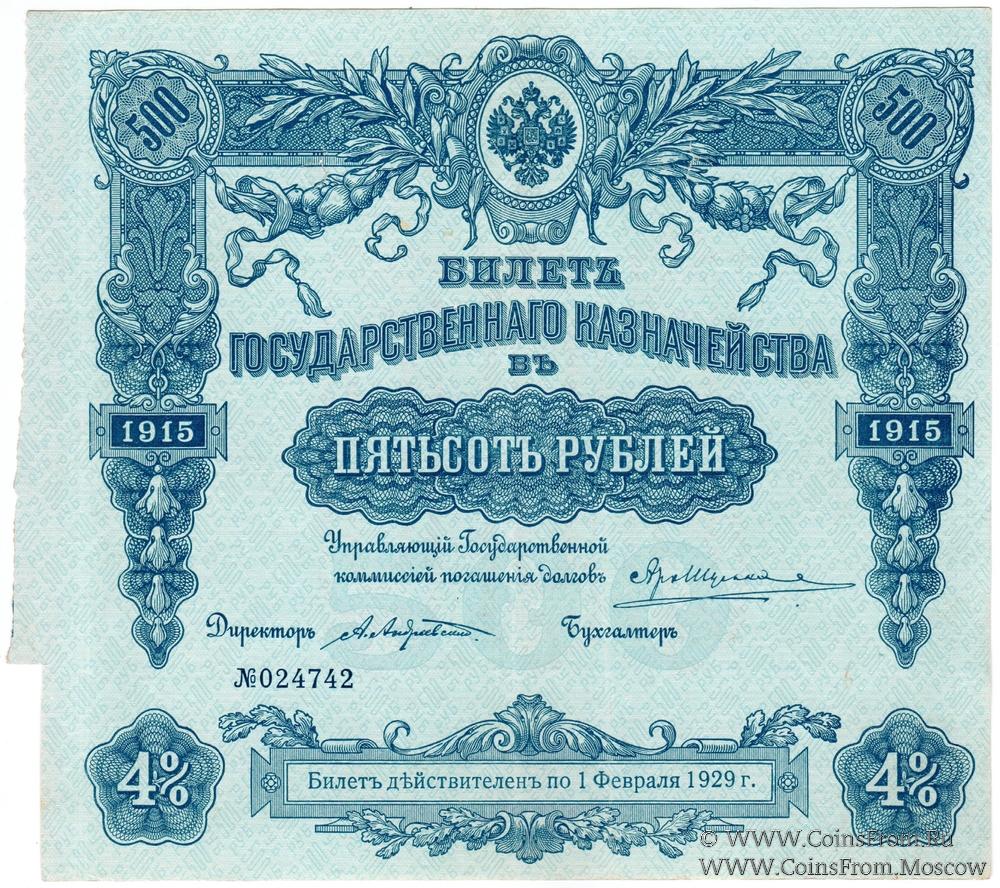 500 500
БИЛЕТЪ
ГОСУДАРСТВЕННАГО КАЗНАЧЕЙСТВА
ВЪ
1915 1915
ПЯТЬСОТЪ РУБЛЕЙ
Управляющій Государственной
коммиссіей погашенія долговъ
Директоръ Бухгалтеръ
500
№024742
4% 4%
Билетъ дѣйствителенъ по 1 Февраля 1929 г.
© WWW.CoinsFrom.Ru
WWW.CoinsFrom.Moscow